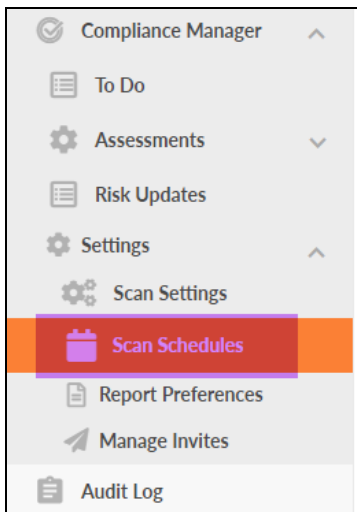 Compliance Manager
To Do
Assessments
Risk Updates
Settings
Scan Settings
Scan Schedules
Report Preferences
Manage Invites
Audit Log